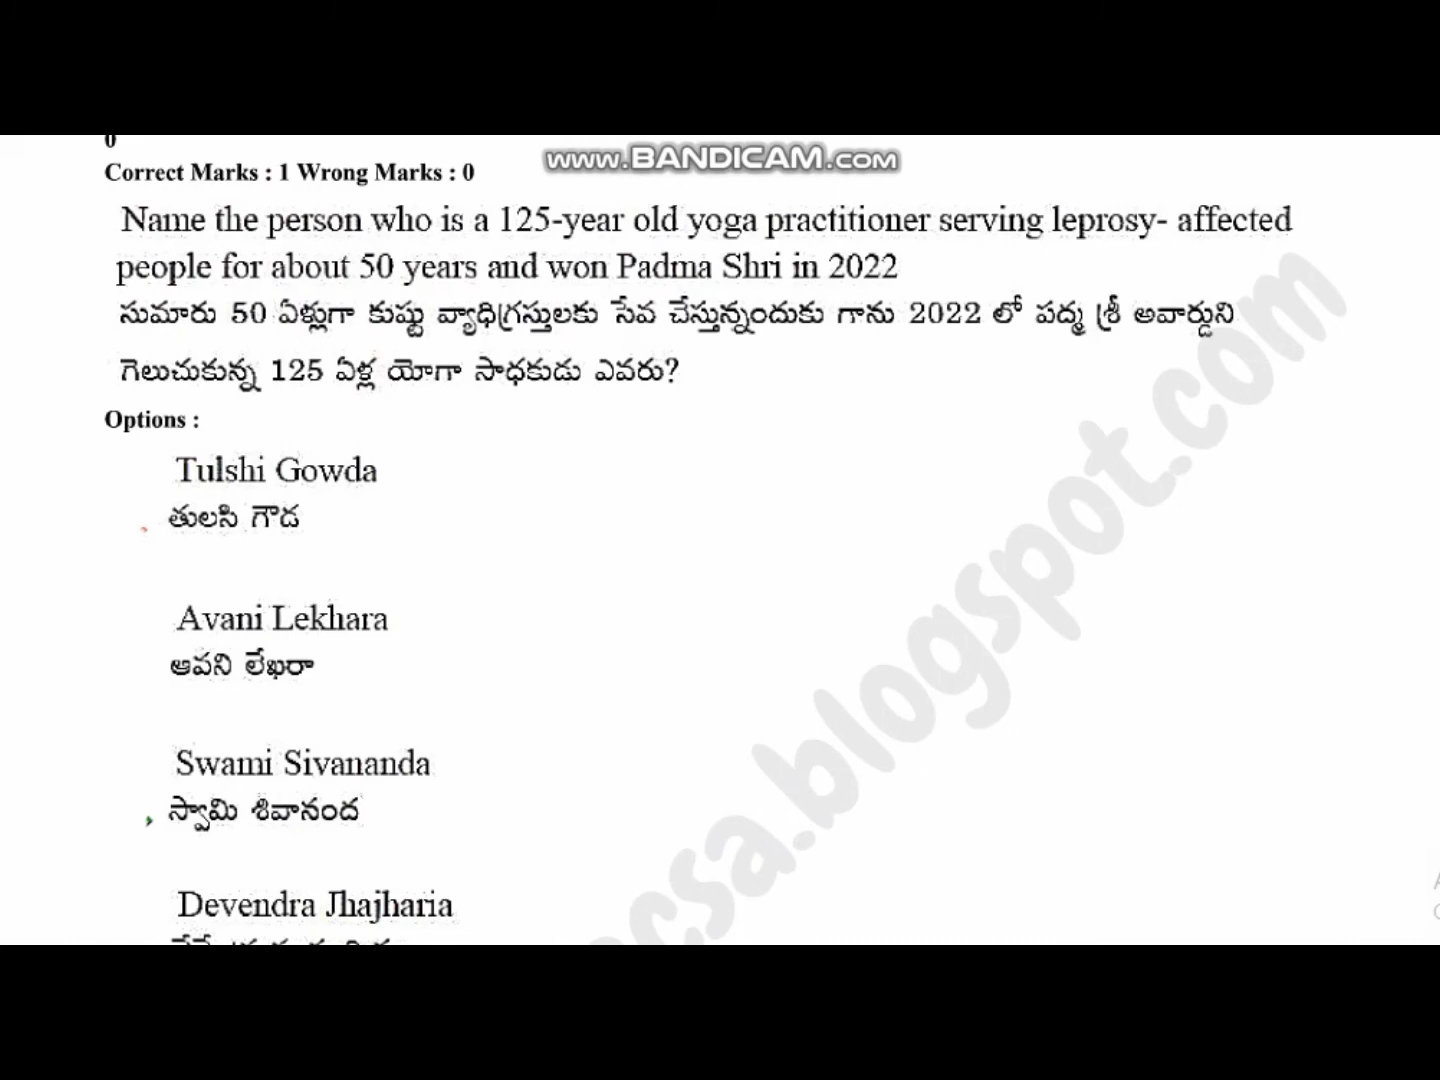 0
www.BANDICAM.com
Correct Marks : 1 Wrong Marks : 0
Name the person who is a 125-year old yoga practitioner serving leprosy- affected
people for about 50 years and won Padma Shri in 2022
సుమారు 50 ఏళ్లుగా కుష్టు వ్యాధిగ్రస్తులకు సేవ చేస్తున్నందుకు గాను 2022 లో పద్మ శ్రీ అవార్డుని
గెలుచుకున్న 125 ఏళ్ల యోగా సాధకుడు ఎవరు?
Options :
Tulshi Gowda
తులసి గౌడ
Avani Lekhara
ఆవని లేఖరా
Swami Sivananda
స్వామి శివానంద
Devendra Jhajharia
csa.blogspot.com